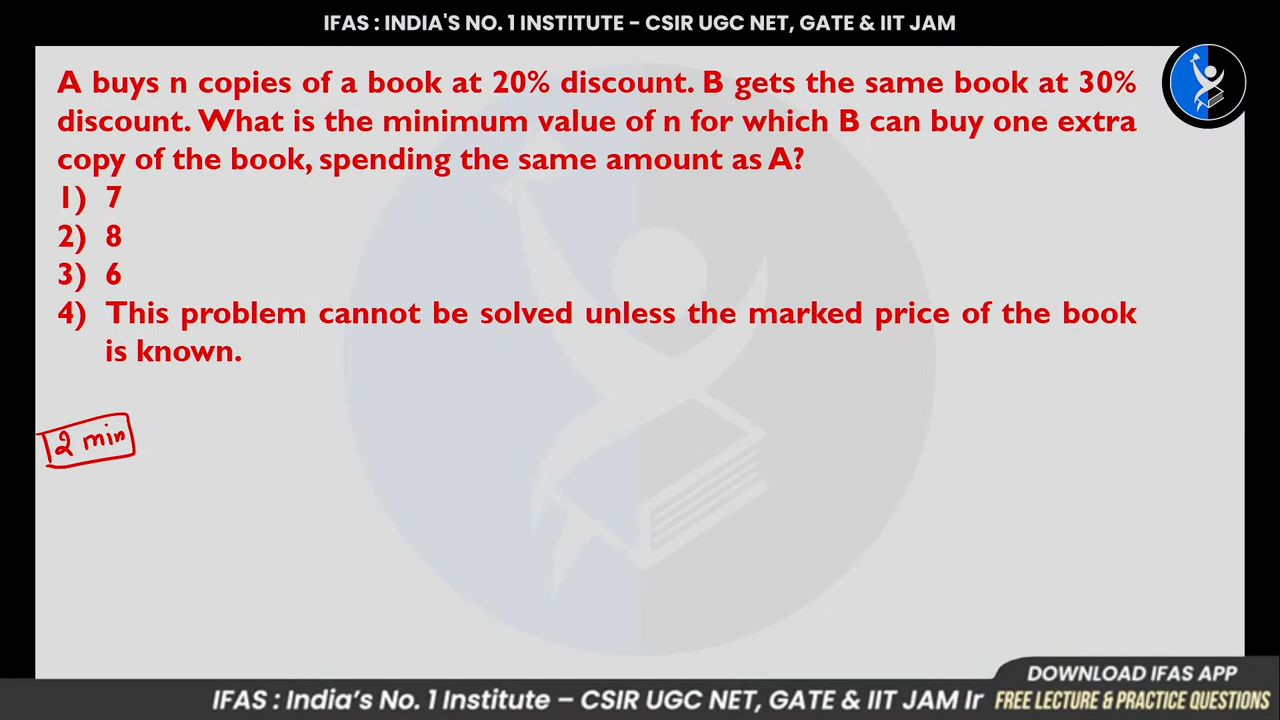 IFAS : INDIA'S NO. 1 INSTITUTE – CSIR UGC NET, GATE & IIT JAM
A buys n copies of a book at 20% discount. B gets the same book at 30%
discount. What is the minimum value of n for which B can buy one extra
copy of the book, spending the same amount as A?
1) 7
2) 8
3) 6
4) This problem cannot be solved unless the marked price of the book
is known.
2 min
DOWNLOAD IFAS APP
IFAS : India's No. 1 Institute – CSIR UGC NET, GATE & IIT JAM Ir
FREE LECTURE & PRACTICE QUESTIONS